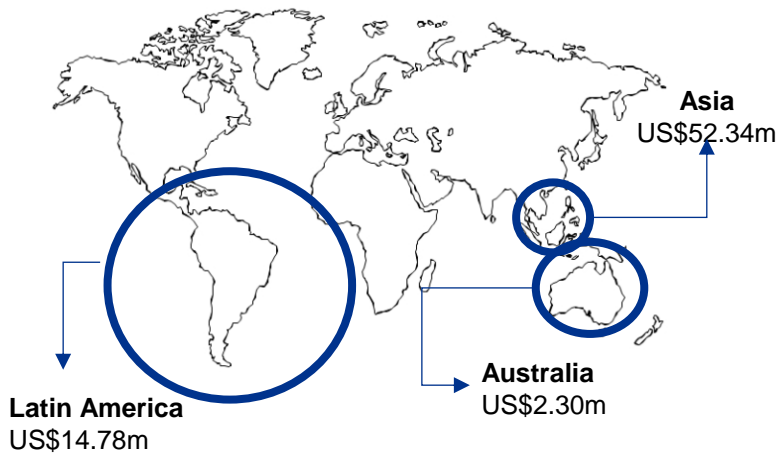 Asia
US$52.34m
Australia
US$2.30m
Latin America
US$14.78m